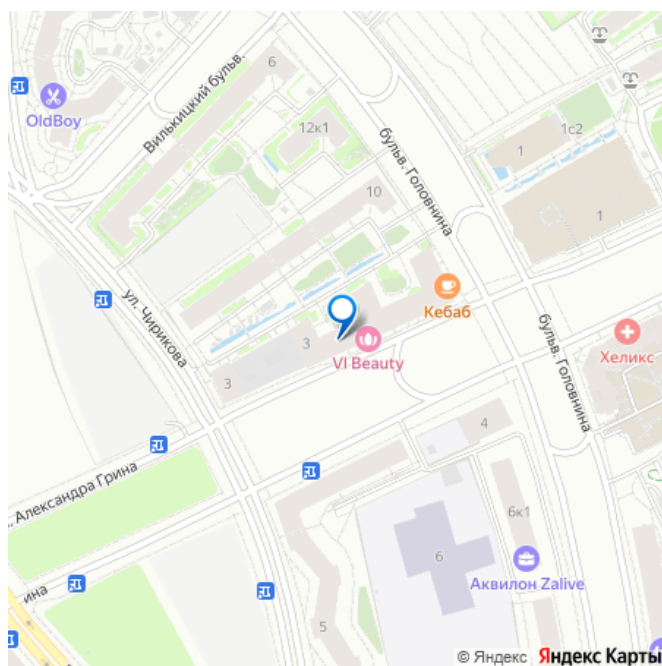 6
OldBoy
Вилькицкий бульв.
12к1
1с2
1
бульв. Головнина
10
1
ул. Чирикова
Кебаб
3
VI Beauty
Хеликс
3
бульв. Головнина
4
. Александра Грина
6к1
6
Аквилон Zalive
ина
5
© Яндекс Яндекс Карты